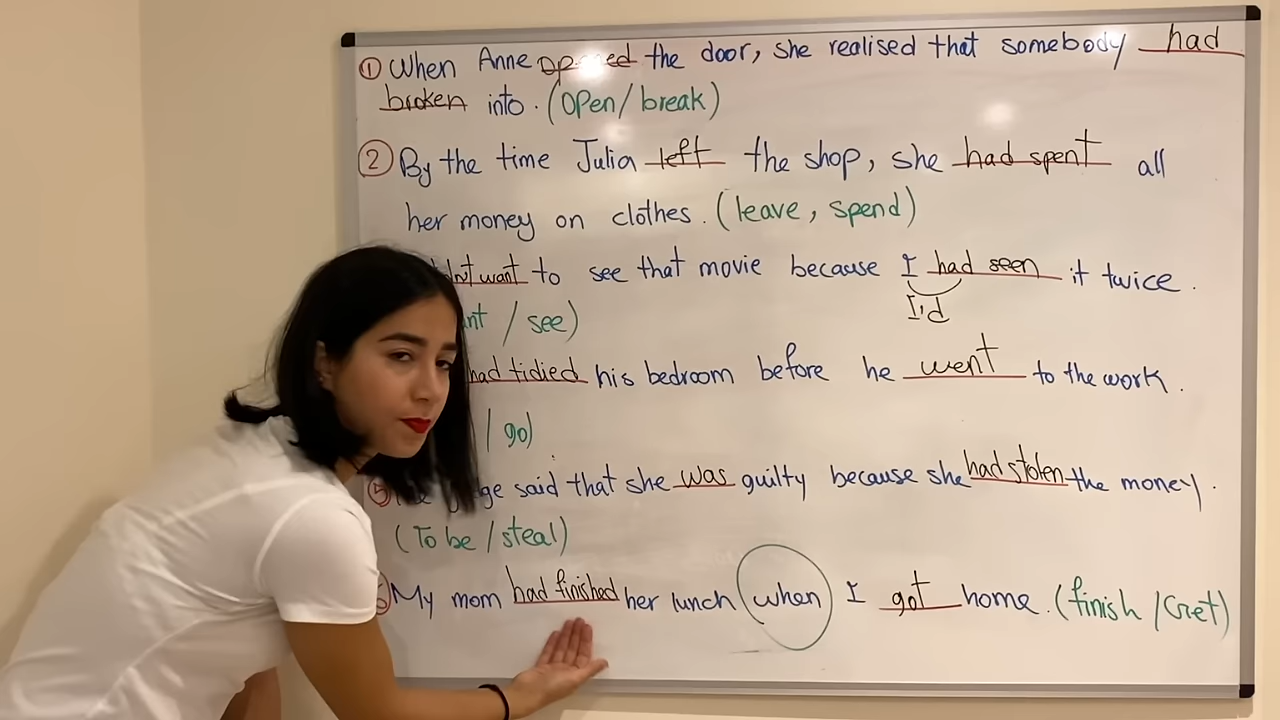 ① When Anne opened the door, she realised that somebody had
broken into. (open / break)
② By the time Julia left the shop, she had spent all
her money on clothes. (leave, spend)
want to see that movie because I had seen it twice.
I'd
/ see)
had tidied his bedroom before he went to the work.
/ go)
⑤ said that she was guilty because she had stolen the money.
(To be / steal)
My mom had finished her lunch when I got home. (finish / Get)